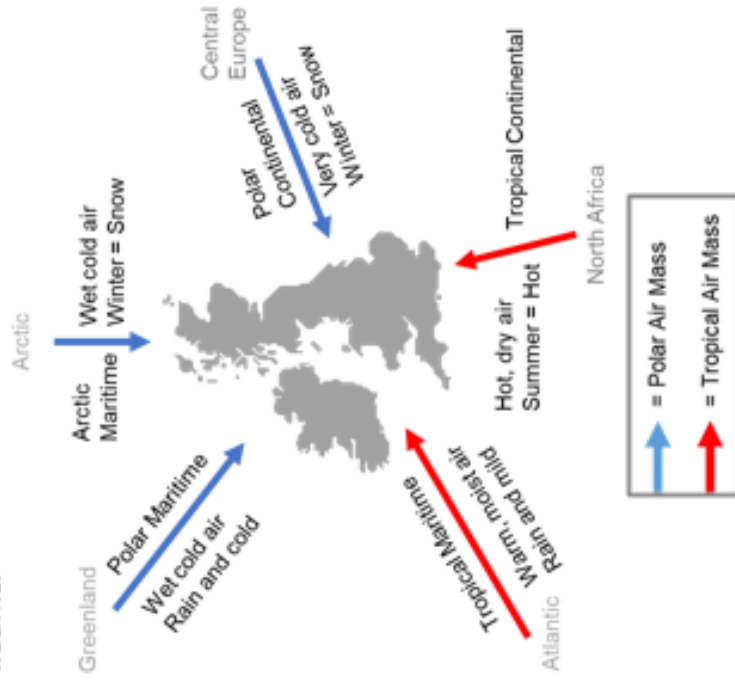 Arctic
Arctic
Maritime
Wet cold air
Winter = Snow
Greenland
Polar Maritime
Wet cold air
Rain and cold
Central
Europe
Polar
Continental
Very cold air
Winter = Snow
Tropical Maritime
Warm, moist air
Rain and mild
Atlantic
Hot, dry air
Summer = Hot
Tropical Continental
North Africa
= Polar Air Mass
= Tropical Air Mass